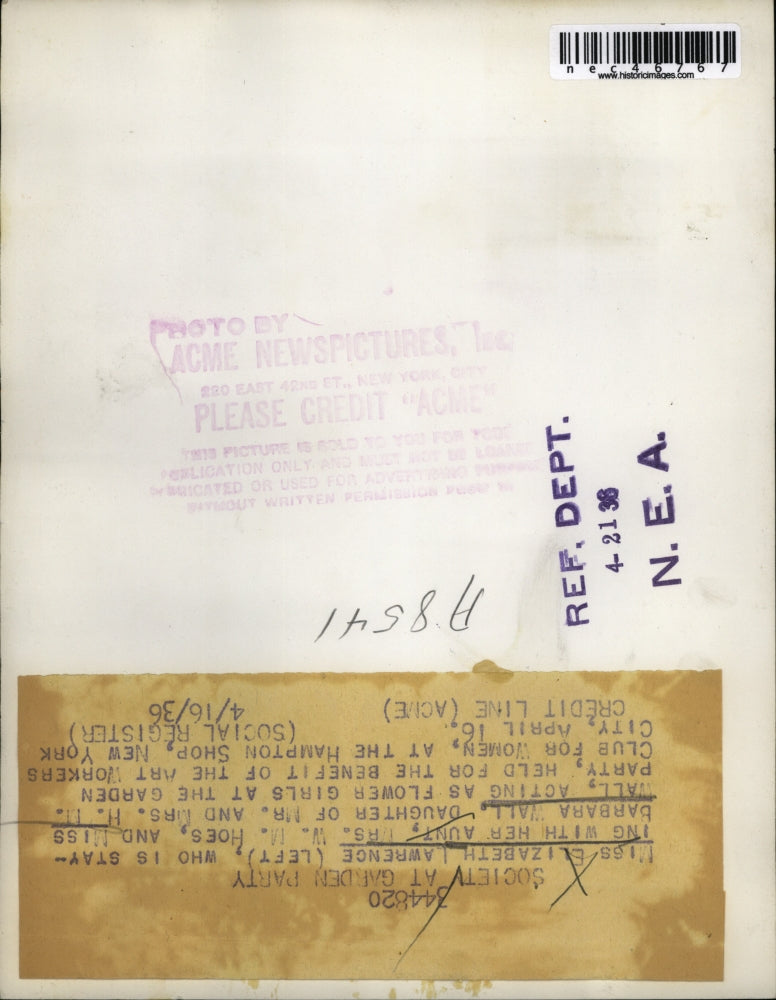 nec46767
www.historicimages.com
PHOTO BY
ACME NEWSPICTURES, Inc.
220 EAST 42ND ST., NEW YORK, CITY
PLEASE CREDIT "ACME"
THIS PICTURE IS SOLD TO YOU FOR YOUR
PUBLICATION ONLY AND MUST NOT BE LOANED
SYNDICATED OR USED FOR ADVERTISING PURPOSES
WITHOUT WRITTEN PERMISSION FROM US
REF. DEPT.
4-21 36
N. E. A.
A8541
344820
SOCIETY AT GARDEN PARTY
MISS ELIZABETH LAWRENCE (LEFT), WHO IS STAY-
ING WITH HER AUNT, MRS. W. M. HOES, AND MISS
BARBARA WALL, DAUGHTER OF MR. AND MRS. H. M.
WALL, ACTING AS FLOWER GIRLS AT THE GARDEN
PARTY, HELD FOR THE BENEFIT OF THE ART WORKERS
CLUB FOR WOMEN, AT THE HAMPTON SHOP, NEW YORK
CITY, APRIL 16. (SOCIAL REGISTER)
CREDIT LINE (ACME) 4/16/36